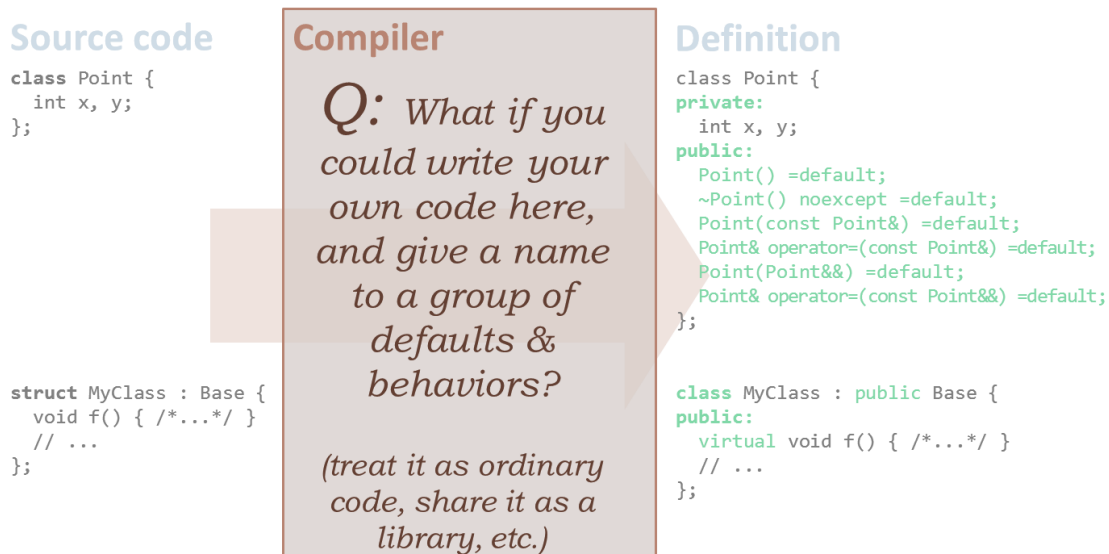 Source code
class Point {
  int x, y;
};
struct MyClass : Base {
  void f() { /*...*/ }
  // ...
};
Compiler
Q: What if you
could write your
own code here,
and give a name
to a group of
defaults &
behaviors?
(treat it as ordinary
code, share it as a
library, etc.)
Definition
class Point {
private:
  int x, y;
public:
  Point() =default;
  ~Point() noexcept =default;
  Point(const Point&) =default;
  Point& operator=(const Point&) =default;
  Point(Point&&) =default;
  Point& operator=(const Point&&) =default;
};
class MyClass : public Base {
public:
  virtual void f() { /*...*/ }
  // ...
};